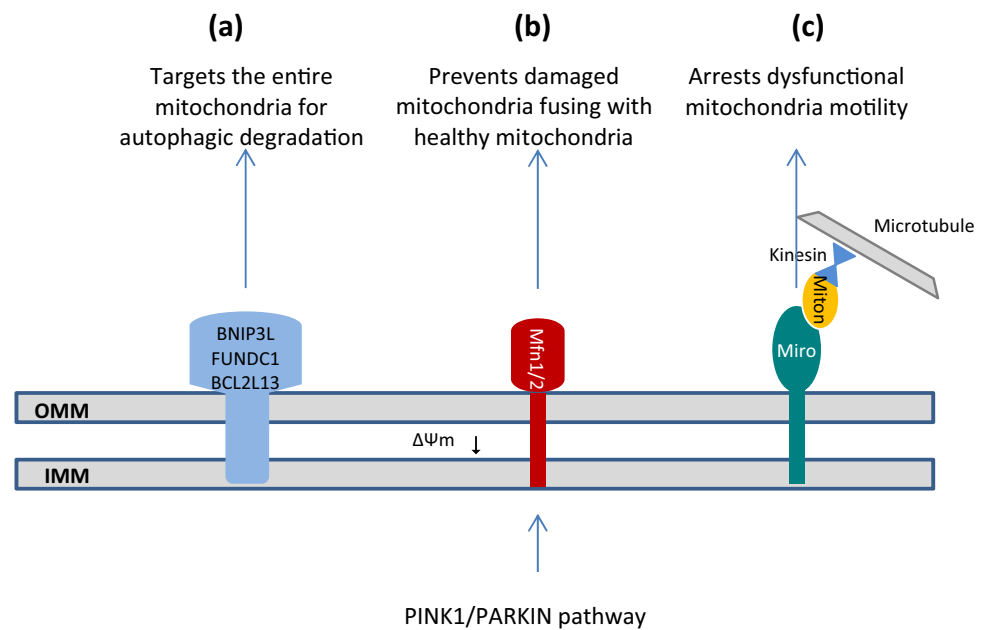 (a)
Targets the entire
mitochondria for
autophagic degradation
(b)
Prevents damaged
mitochondria fusing with
healthy mitochondria
(c)
Arrests dysfunctional
mitochondria motility
Microtubule
Kinesin
Miton
Miro
BNIP3L
FUNDC1
BCL2L13
Mfn1/2
OMM
ΔΨm ↓
IMM
PINK1/PARKIN pathway